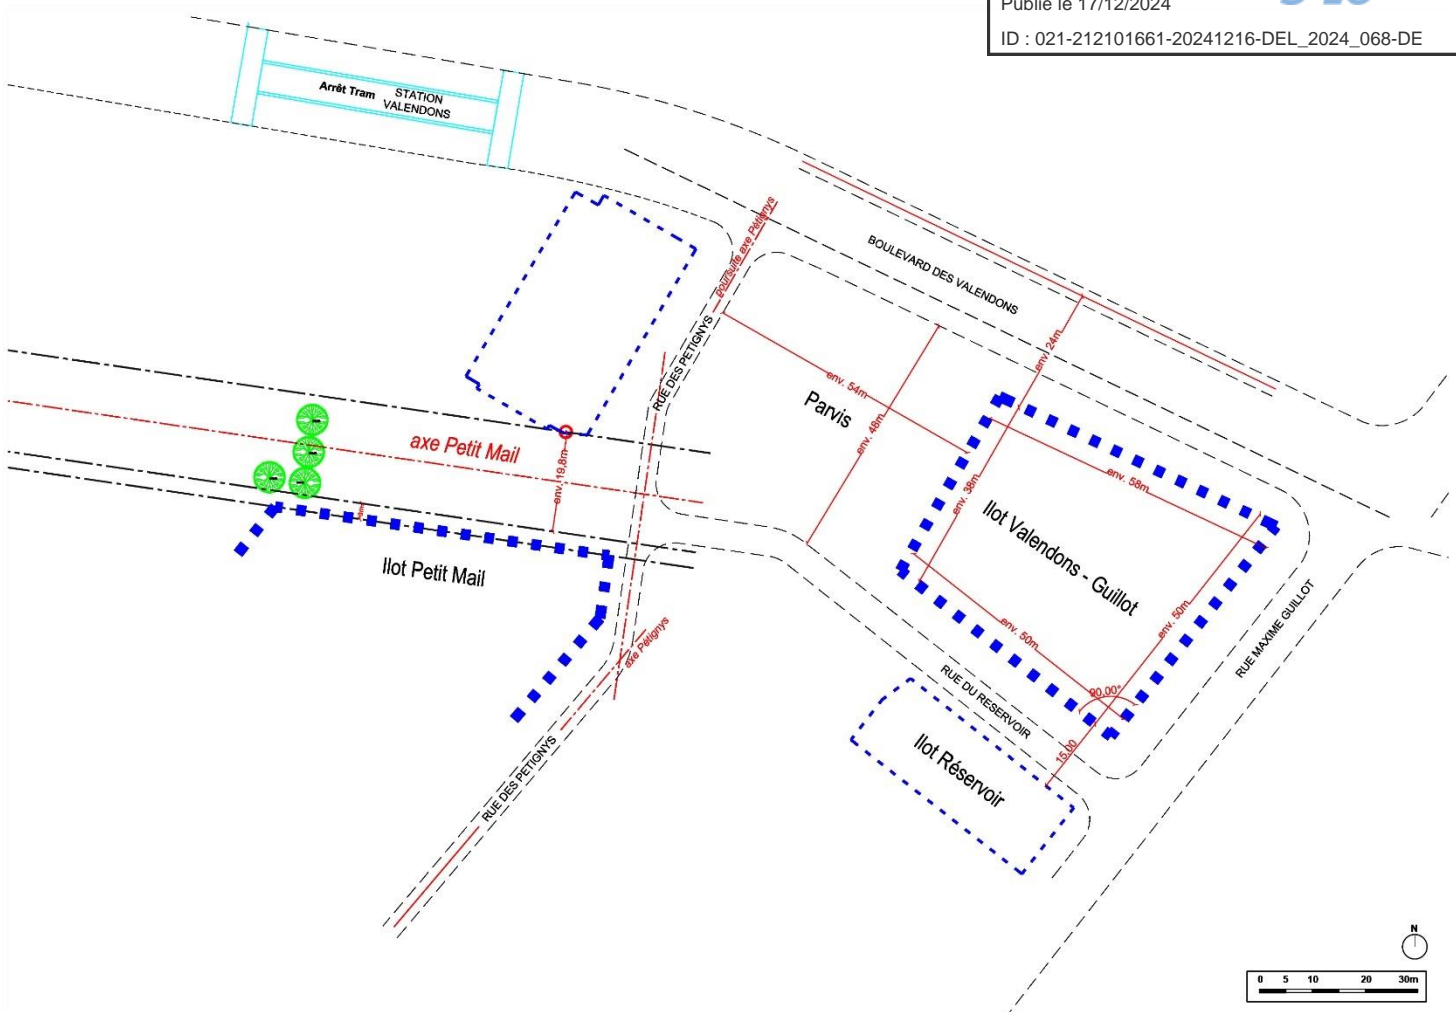 Publié le 17/12/2024
ID : 021-212101661-20241216-DEL_2024_068-DE
Arrêt Tram
STATION
VALENDONS
poursuite axe Pétignys
BOULEVARD DES VALENDONS
RUE DES PETIGNYS
env. 24m
env. 54m
Parvis
env. 48m
axe Petit Mail
env. 19,8m
env. 58m
env. 38m
Ilot Valendons - Guillot
Ilot Petit Mail
env. 50m
env. 50m
RUE MAXIME GUILLOT
axe Pétignys
RUE DU RESERVOIR
90,00°
15,00
Ilot Réservoir
RUE DES PETIGNYS
N
0 5 10 20 30m